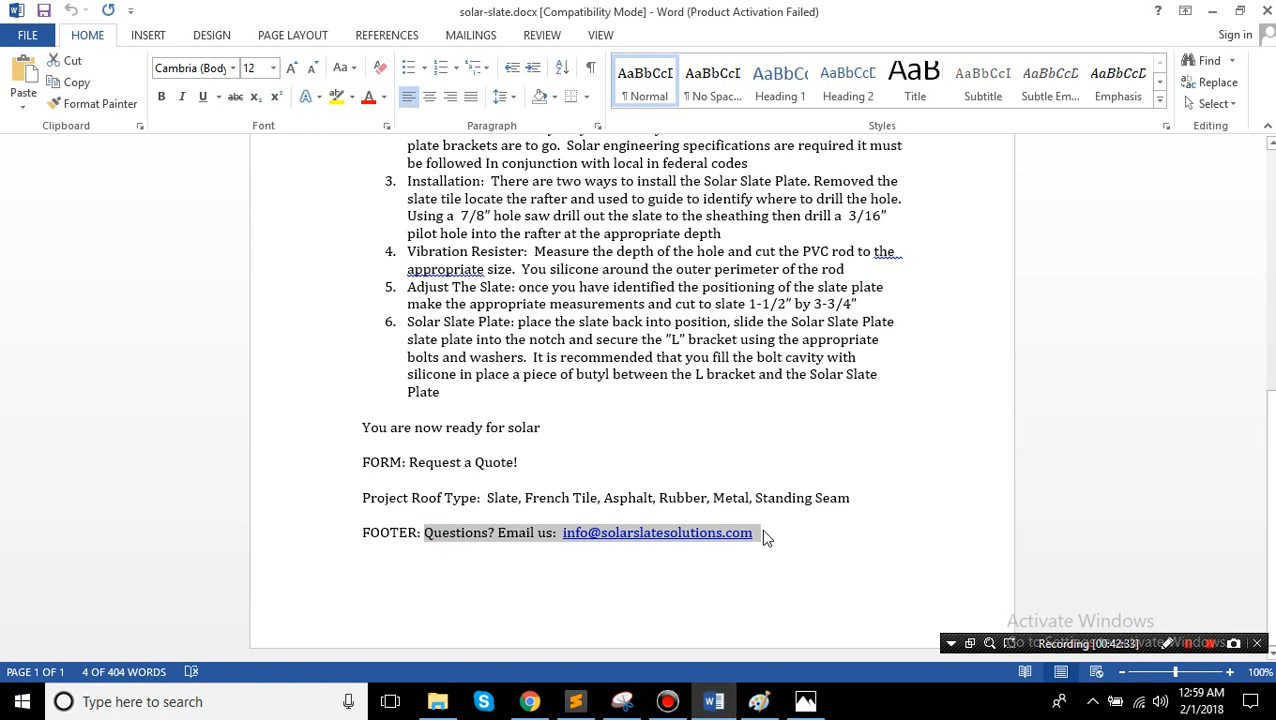 solar-slate.docx [Compatibility Mode] - Word (Product Activation Failed)
FILE HOME INSERT DESIGN PAGE LAYOUT REFERENCES MAILINGS REVIEW VIEW Sign in
Paste Cut Copy Format Painter
Cambria (Body 12 Aa
B I U abc x₂ x² A ab A
AaBbCcI AaBbCcI AaBbCc AaBbCcI AaB AaBbCcI AaBbCcI AaBbCcI
¶ Normal ¶ No Spac... Heading 1 Heading 2 Title Subtitle Subtle Em... Emphasis
Find Replace Select
Clipboard Font Paragraph Styles Editing
plate brackets are to go. Solar engineering specifications are required it must
be followed In conjunction with local in federal codes
3. Installation: There are two ways to install the Solar Slate Plate. Removed the
slate tile locate the rafter and used to guide to identify where to drill the hole.
Using a 7/8” hole saw drill out the slate to the sheathing then drill a 3/16”
pilot hole into the rafter at the appropriate depth
4. Vibration Resister: Measure the depth of the hole and cut the PVC rod to the
appropriate size. You silicone around the outer perimeter of the rod
5. Adjust The Slate: once you have identified the positioning of the slate plate
make the appropriate measurements and cut to slate 1-1/2” by 3-3/4”
6. Solar Slate Plate: place the slate back into position, slide the Solar Slate Plate
slate plate into the notch and secure the ”L” bracket using the appropriate
bolts and washers. It is recommended that you fill the bolt cavity with
silicone in place a piece of butyl between the L bracket and the Solar Slate
Plate
You are now ready for solar
FORM: Request a Quote!
Project Roof Type: Slate, French Tile, Asphalt, Rubber, Metal, Standing Seam
FOOTER: Questions? Email us: info@solarslatesolutions.com
Activate Windows
Go to Settings to activate Windows.
Recording [00:42:33]
PAGE 1 OF 1 4 OF 404 WORDS 100%
Type here to search
12:59 AM
2/1/2018